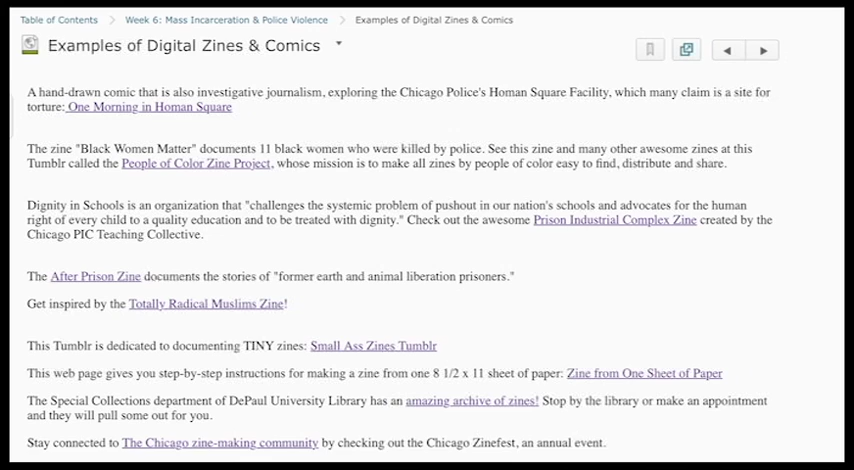 Table of Contents > Week 6: Mass Incarceration & Police Violence > Examples of Digital Zines & Comics
Examples of Digital Zines & Comics
A hand-drawn comic that is also investigative journalism, exploring the Chicago Police's Human Square Facility, which many claim is a site for
torture: One Morning in Human Square
The zine "Black Women Matter" documents 11 black women who were killed by police. See this zine and many other awesome zines at this
Tumblr called the People of Color Zine Project, whose mission is to make all zines by people of color easy to find, distribute and share.
Dignity in Schools is an organization that "challenges the systemic problem of pushout in our nation's schools and advocates for the human
right of every child to a quality education and to be treated with dignity." Check out the awesome Prison Industrial Complex Zine created by the
Chicago PIC Teaching Collective.
The After Prison Zine documents the stories of "former earth and animal liberation prisoners."
Get inspired by the Totally Radical Muslims Zine!
This Tumblr is dedicated to documenting TINY zines: Small Ass Zines Tumblr
This web page gives you step-by-step instructions for making a zine from one 8 1/2 x 11 sheet of paper: Zine from One Sheet of Paper
The Special Collections department of DePaul University Library has an amazing archive of zines! Stop by the library or make an appointment
and they will pull some out for you.
Stay connected to The Chicago zine-making community by checking out the Chicago Zinefest, an annual event.